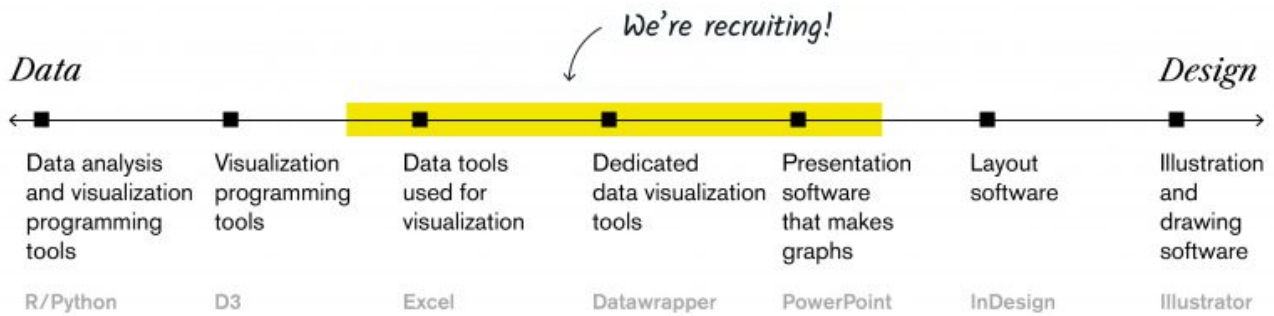 We're recruiting!
Data
Design
Data analysis
and visualization
programming
tools
R/Python
Visualization
programming
tools
D3
Data tools
used for
visualization
Excel
Dedicated
data visualization
tools
Datawrapper
Presentation
software
that makes
graphs
PowerPoint
Layout
software
InDesign
Illustration
and
drawing
software
Illustrator